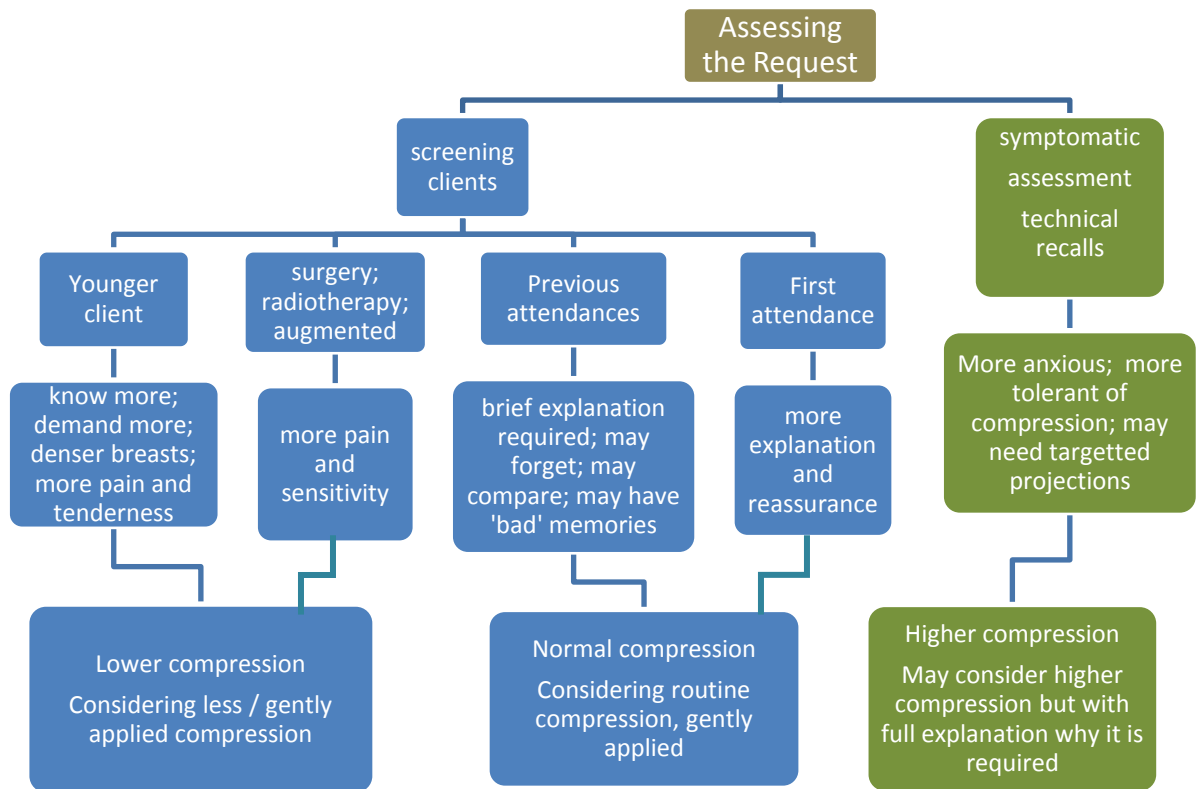 Assessing
the Request
screening
clients
symptomatic
assessment
technical
recalls
Younger
client
surgery;
radiotherapy;
augmented
Previous
attendances
First
attendance
know more;
demand more;
denser breasts;
more pain and
tenderness
more pain
and
sensitivity
brief explanation
required; may
forget; may
compare; may have
'bad' memories
more
explanation
and
reassurance
More anxious; more
tolerant of
compression; may
need targetted
projections
Lower compression
Considering less / gently
applied compression
Normal compression
Considering routine
compression, gently
applied
Higher compression
May consider higher
compression but with
full explanation why it is
required